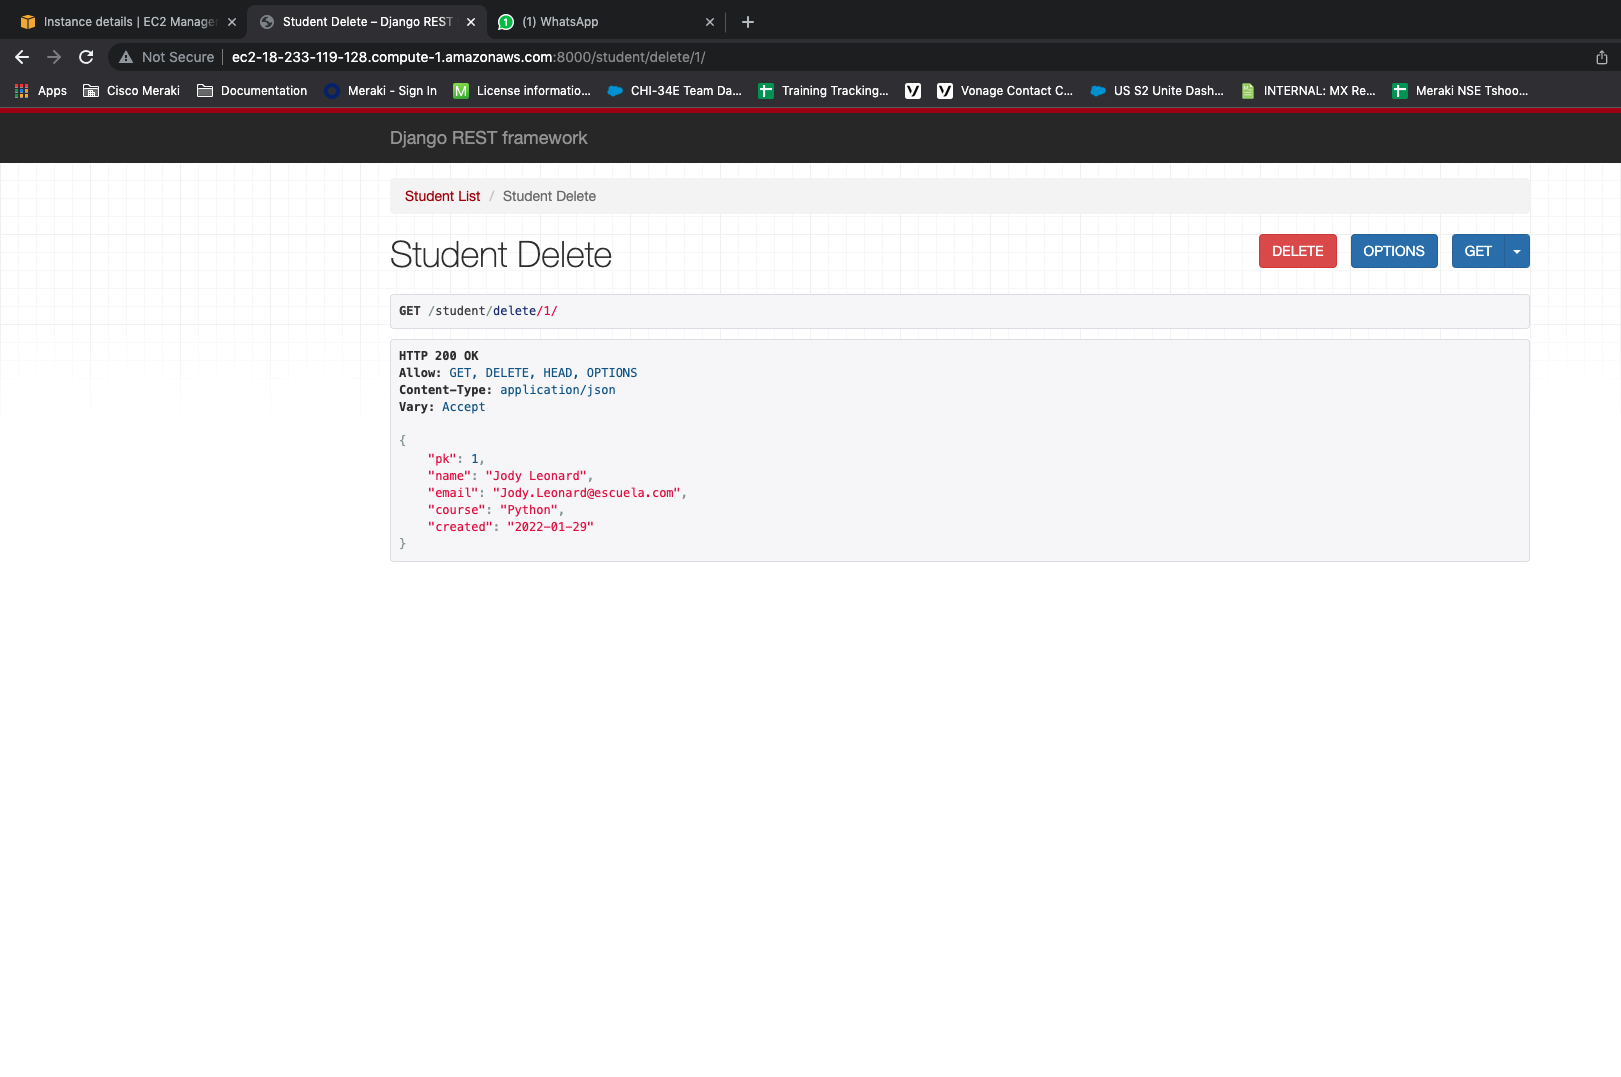 Instance details | EC2 Manager
Student Delete – Django REST
(1) WhatsApp
Not Secure
ec2-18-233-119-128.compute-1.amazonaws.com:8000/student/delete/1/
Apps
Cisco Meraki
Documentation
Meraki - Sign In
License informatio...
CHI-34E Team Da...
Training Tracking...
Vonage Contact C...
US S2 Unite Dash...
INTERNAL: MX Re...
Meraki NSE Tshoo...
Django REST framework
Student List / Student Delete
Student Delete
DELETE
OPTIONS
GET
GET /student/delete/1/
HTTP 200 OK
Allow: GET, DELETE, HEAD, OPTIONS
Content-Type: application/json
Vary: Accept
{
    "pk": 1,
    "name": "Jody Leonard",
    "email": "Jody.Leonard@escuela.com",
    "course": "Python",
    "created": "2022-01-29"
}